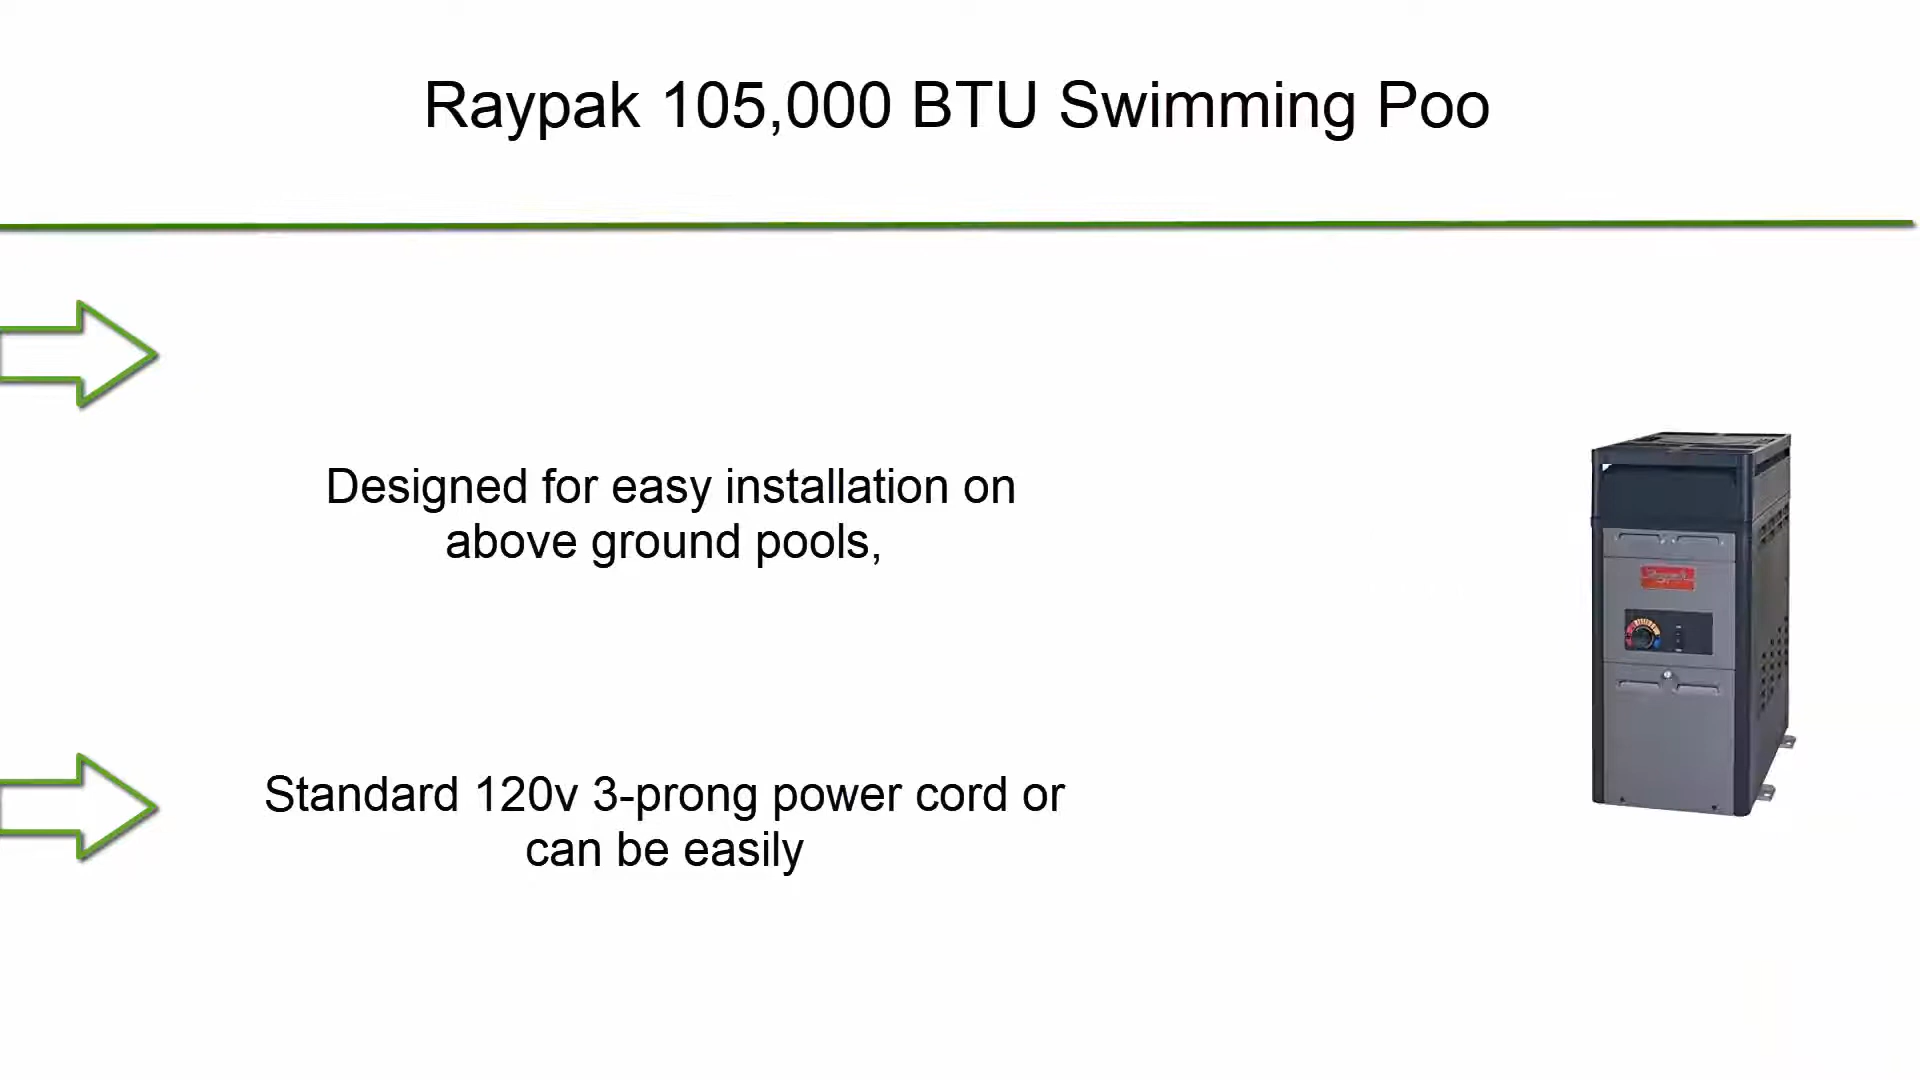 Raypak 105,000 BTU Swimming Poo
Designed for easy installation on
above ground pools,
Standard 120v 3-prong power cord or
can be easily